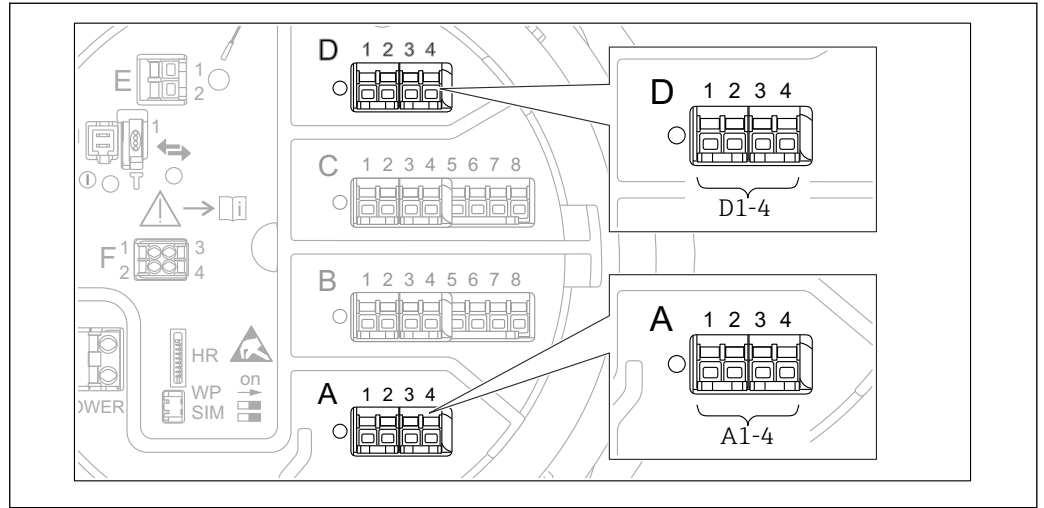 D 1 2 3 4
E 1
2
1
D 1 2 3 4
D1-4
C 1 2 3 4 5 6 7 8
i
F 1 3
2 4
B 1 2 3 4 5 6 7 8
A 1 2 3 4
A1-4
HR
WP on
SIM
OWER
A 1 2 3 4